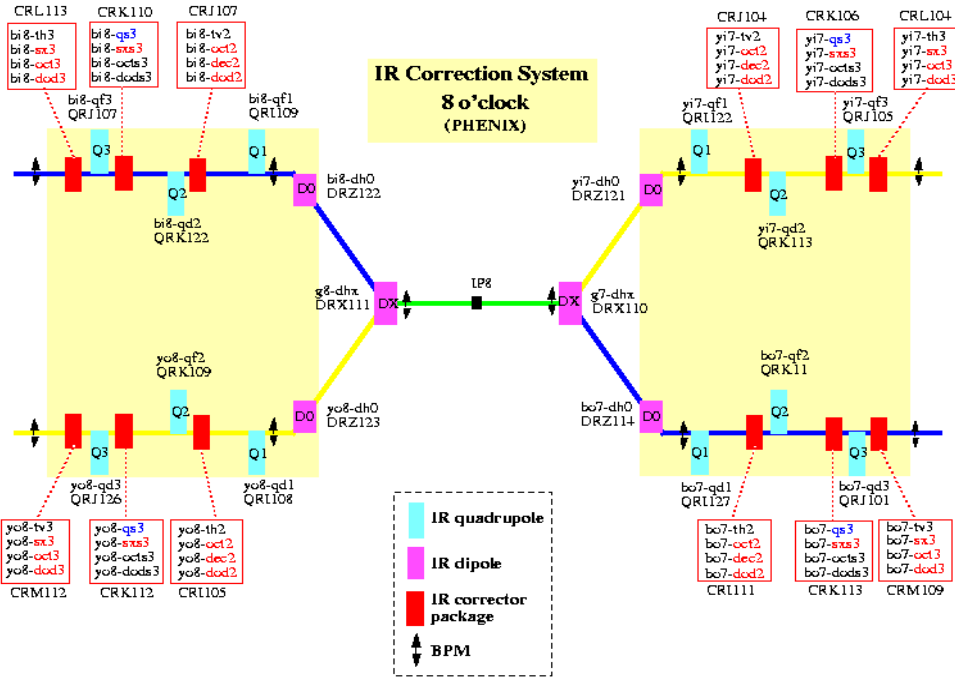 CRL113
CRK110
CRJ107
bi8-th3
bi8-sx3
bi8-oct3
bi8-dod3
bi8-qs3
bi8-sxs3
bi8-octs3
bi8-dods3
bi8-tv2
bi8-oct2
bi8-dec2
bi8-dod2
IR Correction System
8 o'clock
(PHENIX)
CRJ104
CRK106
CRL104
yi7-tv2
yi7-oct2
yi7-dec2
yi7-dod2
yi7-qs3
yi7-sxs3
yi7-octs3
yi7-dods3
yi7-th3
yi7-sx3
yi7-oct3
yi7-dod3
bi8-qf3
QRJ107
bi8-qf1
QRI109
yi7-qf1
QRI122
yi7-qf3
QRJ105
Q3
Q2
Q1
D0
bi8-dh0
DRZ122
bi8-qd2
QRK122
yi7-dh0
DRZ121
D0
Q1
Q2
Q3
yi7-qd2
QRK113
g8-dhx
DRX111
DX
IP8
DX
g7-dhx
DRX110
yo8-qf2
QRK109
bo7-qf2
QRK11
Q3
Q2
Q1
D0
yo8-dh0
DRZ123
bo7-dh0
DRZ114
D0
Q1
Q2
Q3
yo8-qd3
QRJ126
yo8-qd1
QRI108
bo7-qd1
QRI127
bo7-qd3
QRJ101
yo8-tv3
yo8-sx3
yo8-oct3
yo8-dod3
CRM112
yo8-qs3
yo8-sxs3
yo8-octs3
yo8-dods3
CRK112
yo8-th2
yo8-oct2
yo8-dec2
yo8-dod2
CRI105
IR quadrupole
IR dipole
IR corrector
package
BPM
bo7-th2
bo7-oct2
bo7-dec2
bo7-dod2
CRI111
bo7-qs3
bo7-sxs3
bo7-octs3
bo7-dods3
CRK113
bo7-tv3
bo7-sx3
bo7-oct3
bo7-dod3
CRM109